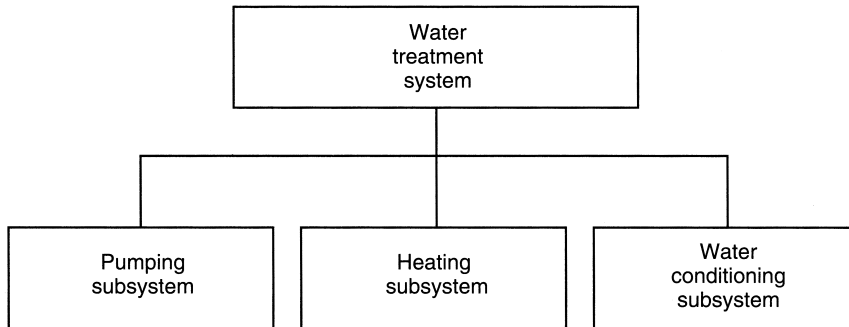 Water
treatment
system
Pumping
subsystem
Heating
subsystem
Water
conditioning
subsystem